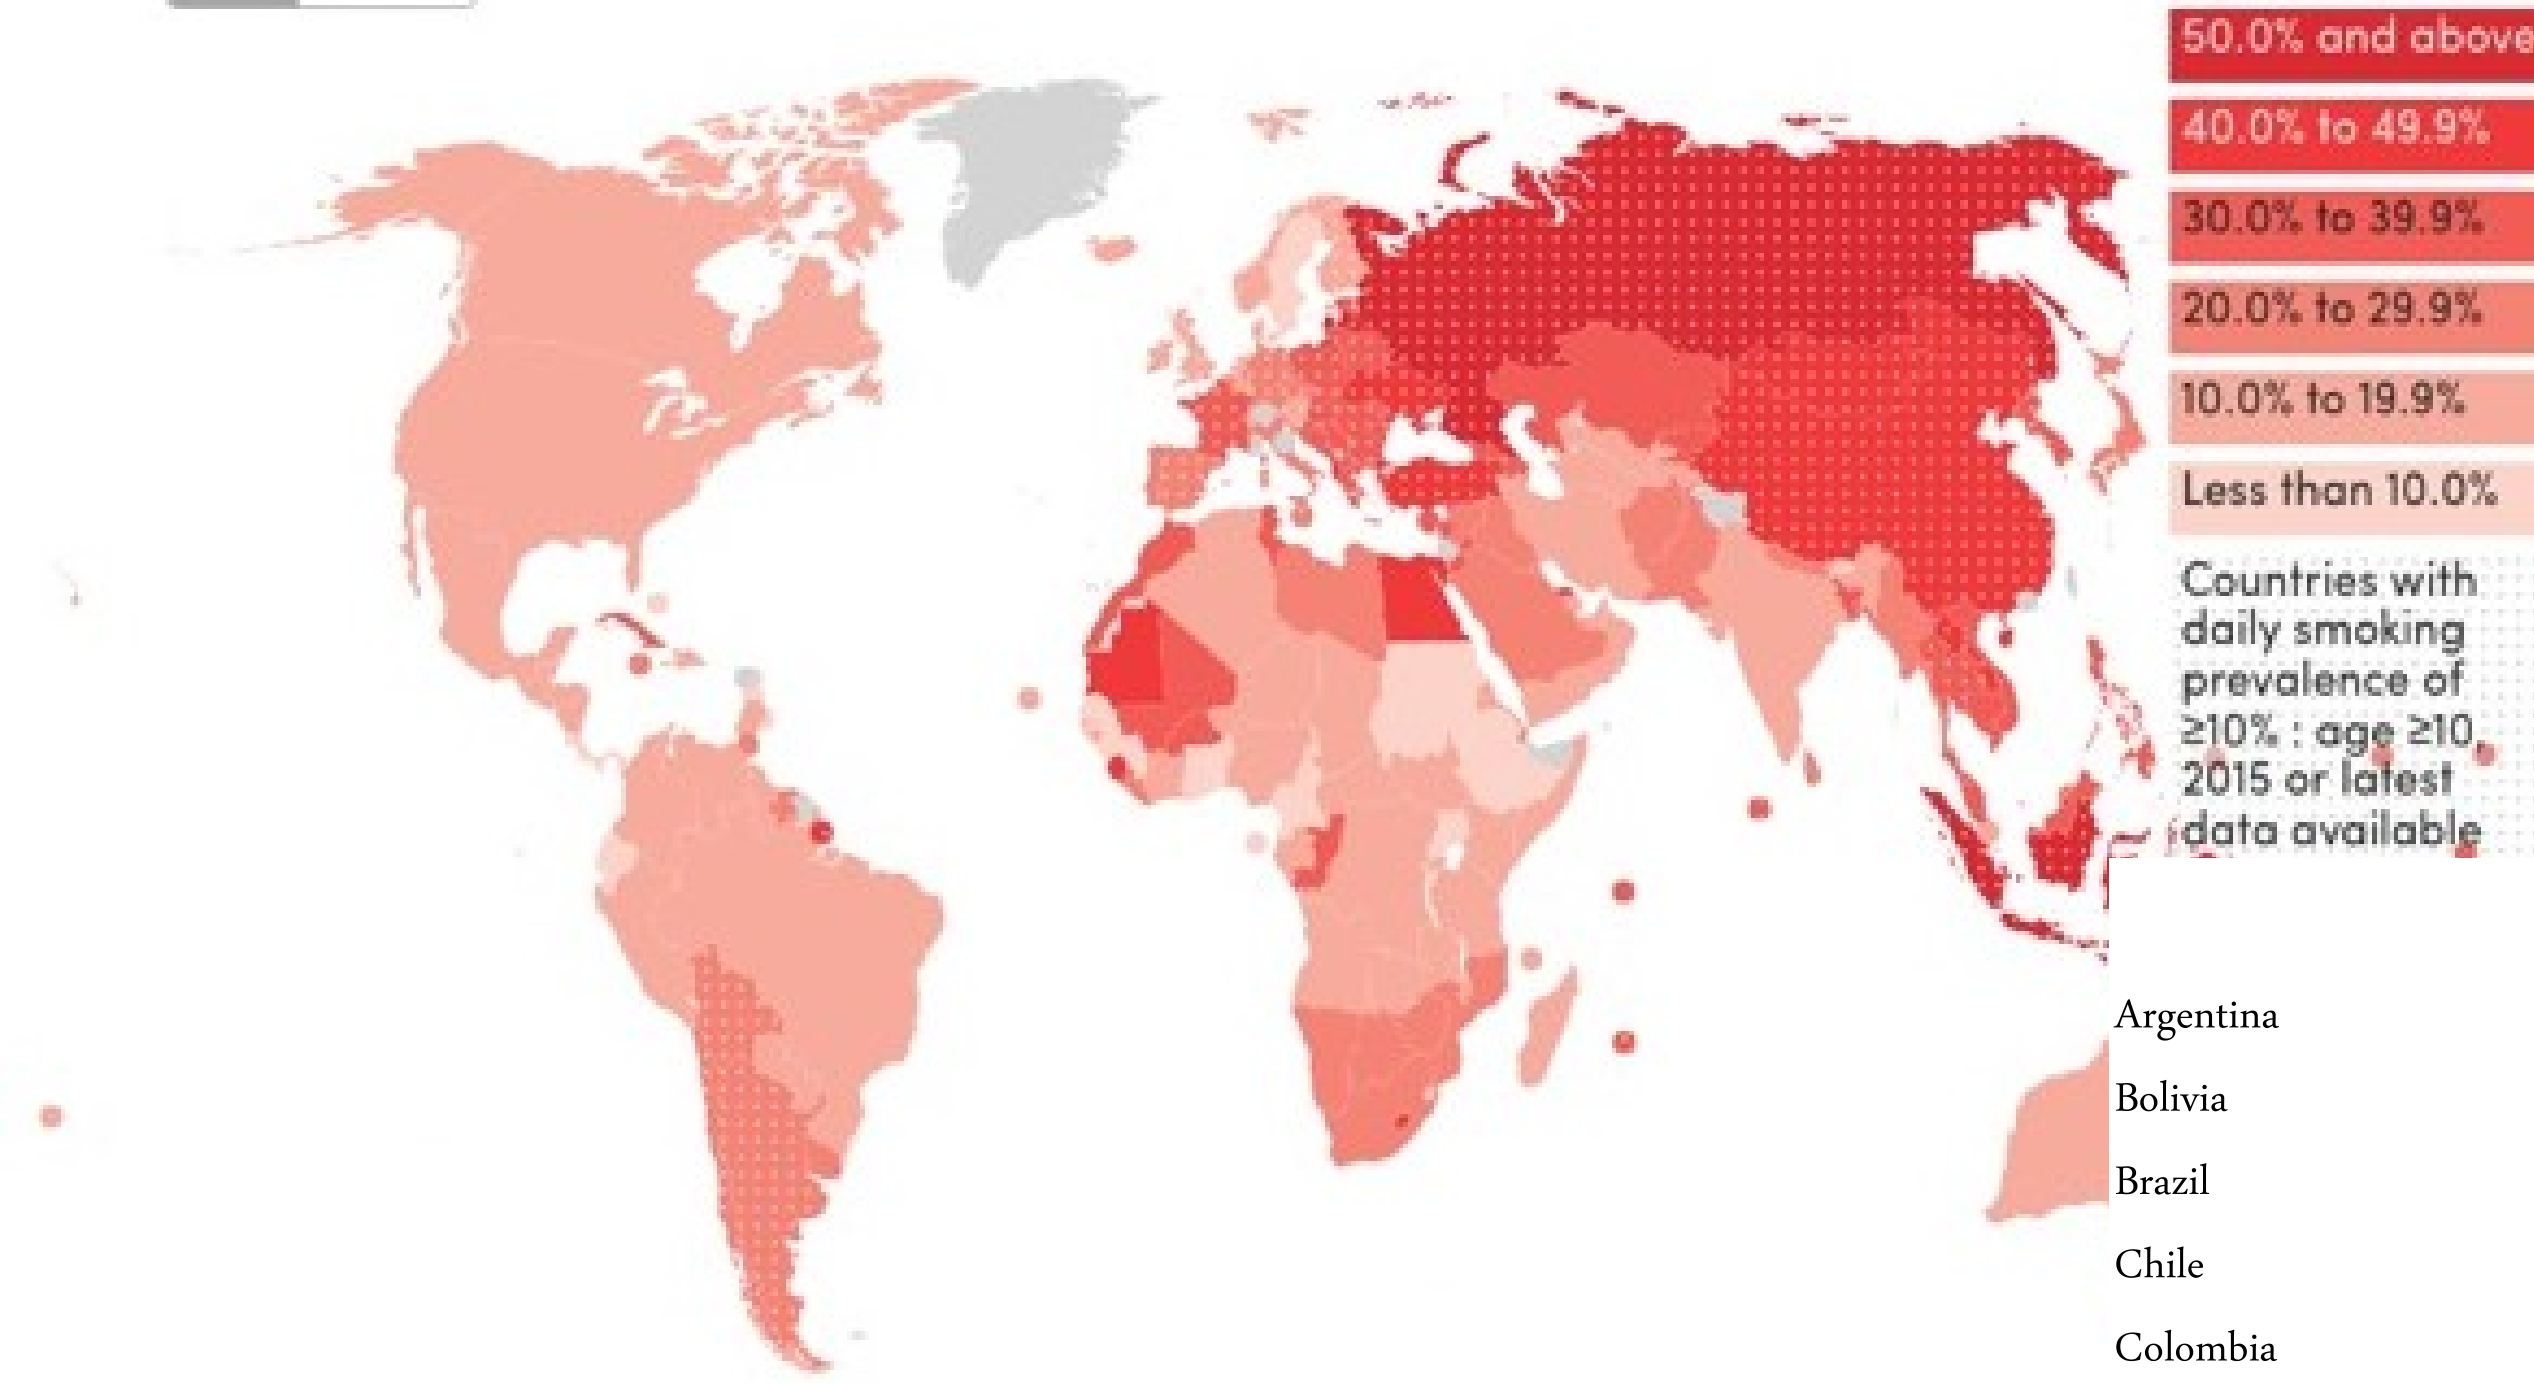 50.0% and above
40.0% to 49.9%
30.0% to 39.9%
20.0% to 29.9%
10.0% to 19.9%
Less than 10.0%
Countries with
daily smoking
prevalence of
≥10% : age ≥10,
2015 or latest
data available
Argentina
Bolivia
Brazil
Chile
Colombia